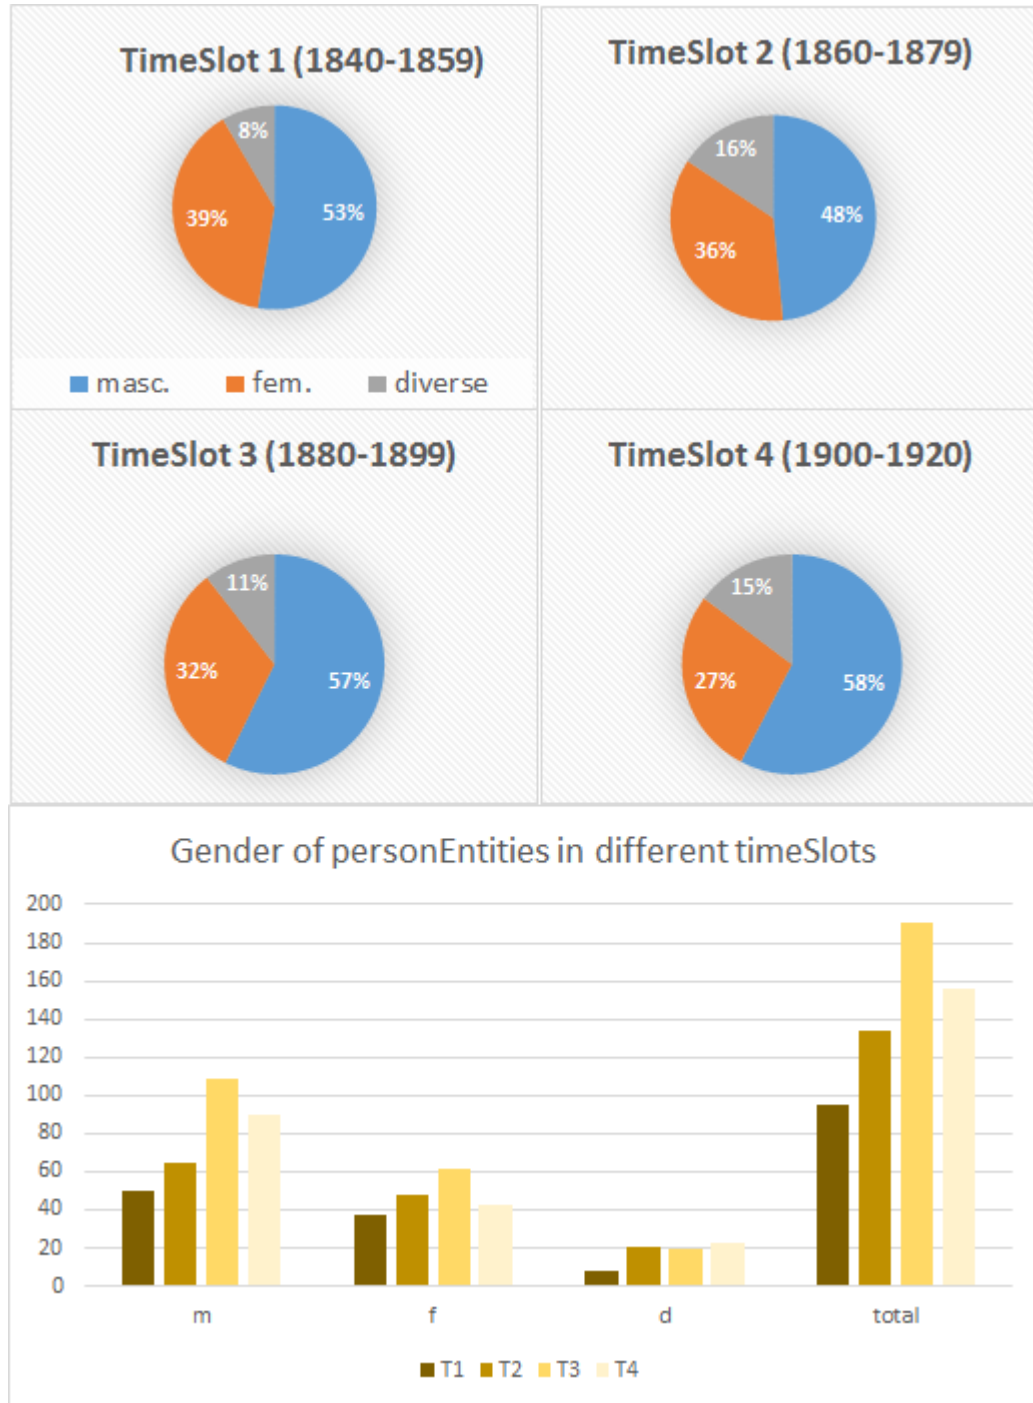 TimeSlot 1 (1840-1859)
8%
39%
53%
masc. fem. diverse
TimeSlot 2 (1860-1879)
16%
48%
36%
TimeSlot 3 (1880-1899)
11%
32%
57%
TimeSlot 4 (1900-1920)
15%
27%
58%
Gender of personEntities in different timeSlots
200
180
160
140
120
100
80
60
40
20
0
m f d total
T1 T2 T3 T4